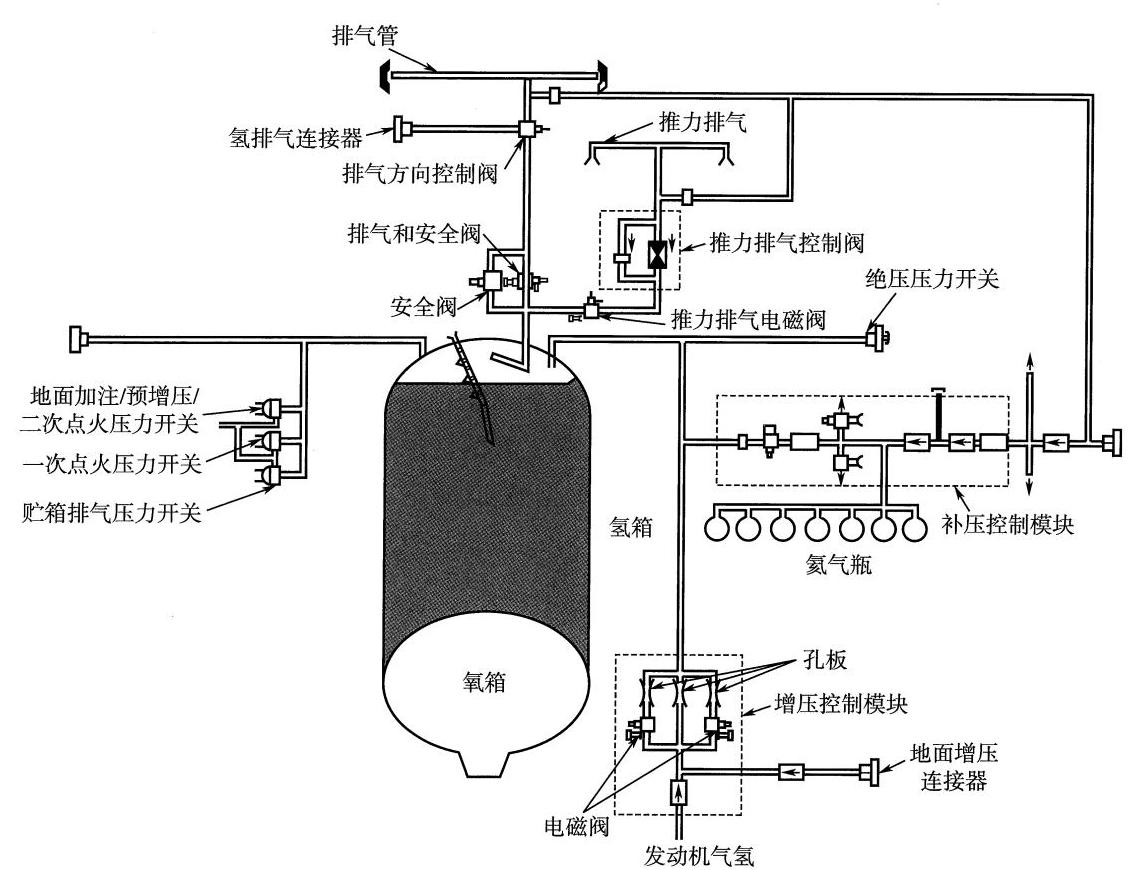 排气管
氢排气连接器
推力排气
排气方向控制阀
排气和安全阀
推力排气控制阀
绝压压力开关
安全阀
推力排气电磁阀
地面加注/预增压/
二次点火压力开关
一次点火压力开关
贮箱排气压力开关
氢箱
补压控制模块
氦气瓶
氧箱
孔板
增压控制模块
地面增压
连接器
电磁阀
发动机气氢